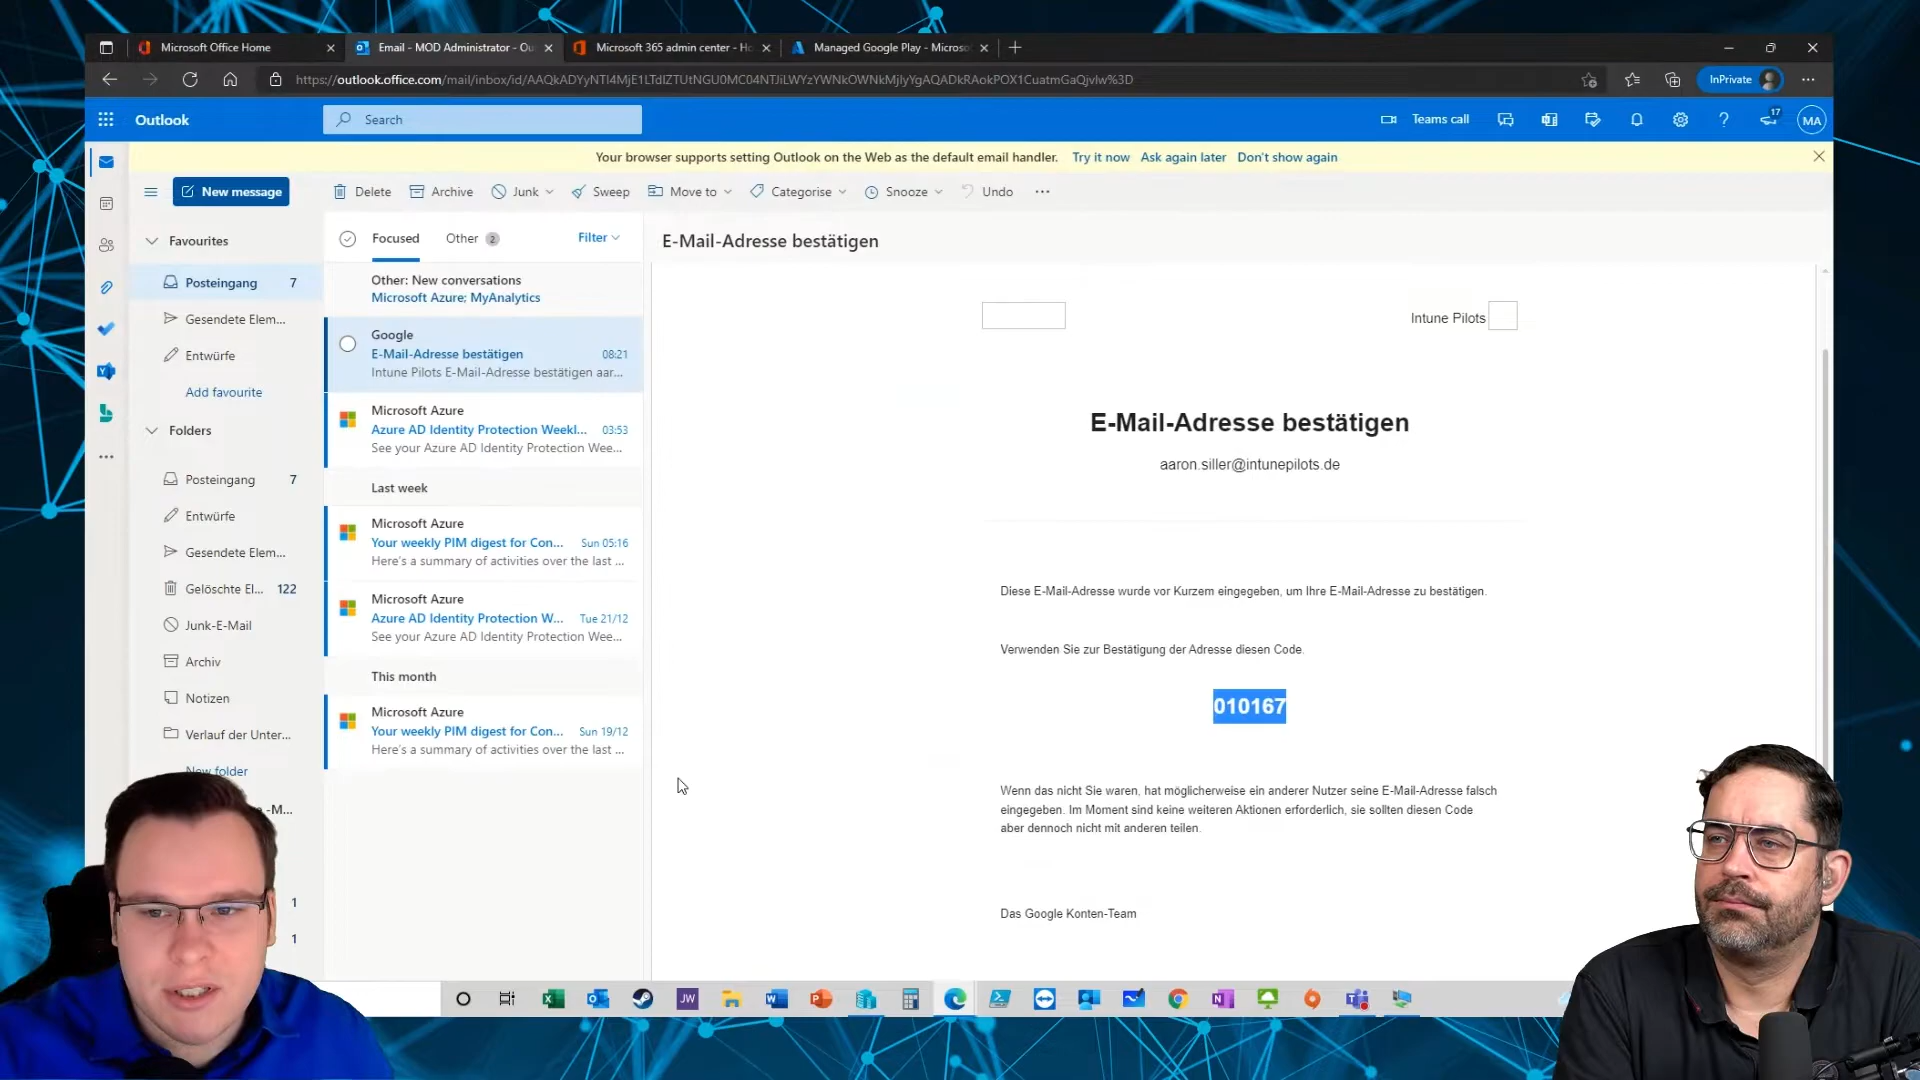 Microsoft Office Home
Email - MOD Administrator - Ou
Microsoft 365 admin center - Ho
Managed Google Play - Microso
https://outlook.office.com/mail/inbox/id/AAQkADYyNTI4MjE1LTdlZTUtNGU0MC04NTJiLWYzYWNkOWNkMjIyYgAQADkRAokPOX1CuatmGaQjvIw%3D
InPrivate
Outlook
Search
Teams call
17
MA
Your browser supports setting Outlook on the Web as the default email handler. Try it now Ask again later Don't show again
New message
Delete
Archive
Junk
Sweep
Move to
Categorise
Snooze
Undo
Favourites
Posteingang 7
Gesendete Elem...
Entwürfe
Add favourite
Folders
Posteingang 7
Entwürfe
Gesendete Elem...
Gelöschte El... 122
Junk-E-Mail
Archiv
Notizen
Verlauf der Unter...
New folder
-M...
1
1
Focused
Other 2
Filter
Other: New conversations
Microsoft Azure; MyAnalytics
Google
E-Mail-Adresse bestätigen 08:21
Intune Pilots E-Mail-Adresse bestätigen aar...
Microsoft Azure
Azure AD Identity Protection Weekl... 03:53
See your Azure AD Identity Protection Wee...
Last week
Microsoft Azure
Your weekly PIM digest for Con... Sun 05:16
Here's a summary of activities over the last ...
Microsoft Azure
Azure AD Identity Protection W... Tue 21/12
See your Azure AD Identity Protection Wee...
This month
Microsoft Azure
Your weekly PIM digest for Con... Sun 19/12
Here's a summary of activities over the last ...
E-Mail-Adresse bestätigen
Intune Pilots
E-Mail-Adresse bestätigen
aaron.siller@intunepilots.de
Diese E-Mail-Adresse wurde vor Kurzem eingegeben, um Ihre E-Mail-Adresse zu bestätigen.
Verwenden Sie zur Bestätigung der Adresse diesen Code.
010167
Wenn das nicht Sie waren, hat möglicherweise ein anderer Nutzer seine E-Mail-Adresse falsch
eingegeben. Im Moment sind keine weiteren Aktionen erforderlich, sie sollten diesen Code
aber dennoch nicht mit anderen teilen.
Das Google Konten-Team
JW